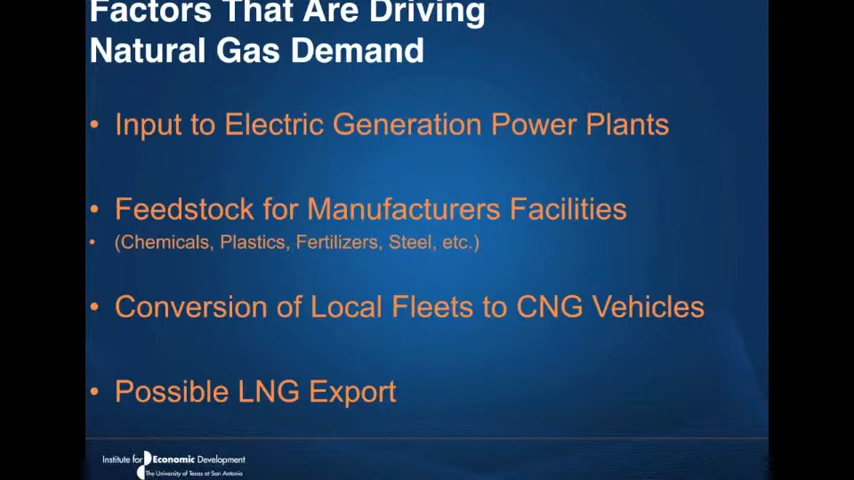 Factors That Are Driving
Natural Gas Demand
• Input to Electric Generation Power Plants
• Feedstock for Manufacturers Facilities
• (Chemicals, Plastics, Fertilizers, Steel, etc.)
• Conversion of Local Fleets to CNG Vehicles
• Possible LNG Export
Institute for Economic Development
The University of Texas at San Antonio